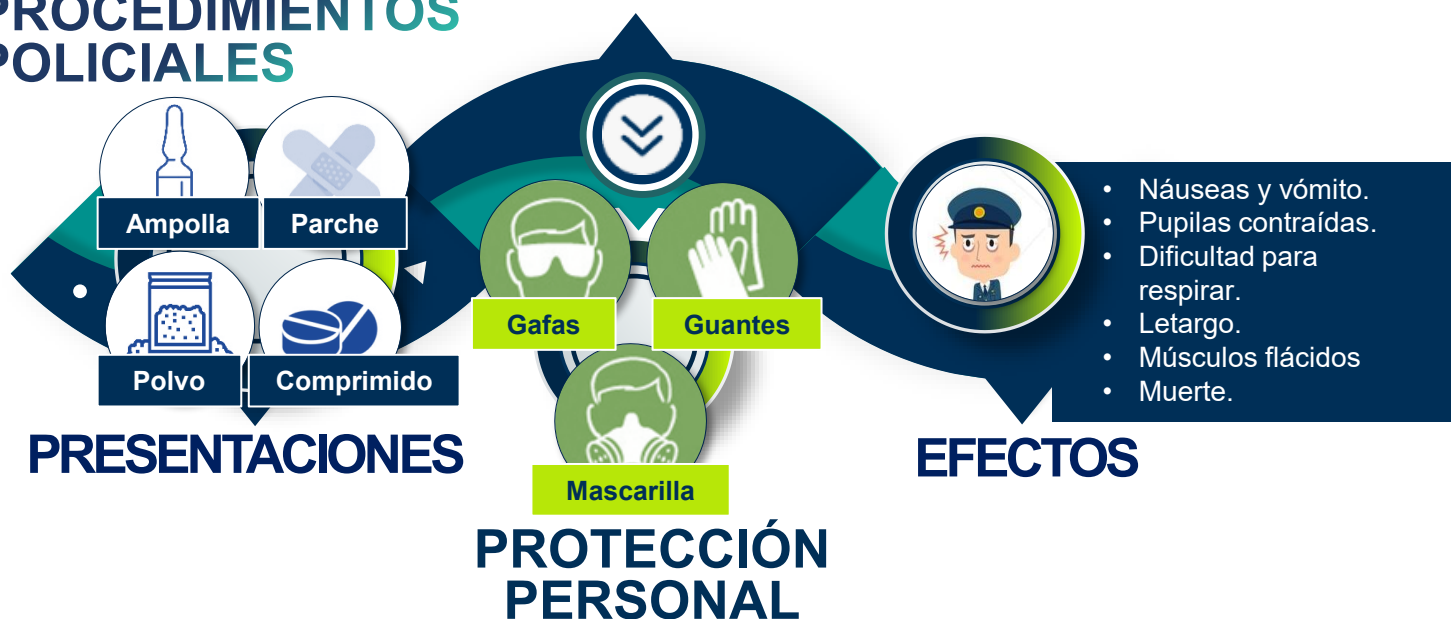 PROCEDIMIENTOS
POLICIALES
Ampolla
Parche
Polvo
Comprimido
PRESENTACIONES
Gafas
Guantes
Mascarilla
PROTECCIÓN
PERSONAL
• Náuseas y vómito.
• Pupilas contraídas.
• Dificultad para
respirar.
• Letargo.
• Músculos flácidos
• Muerte.
EFECTOS